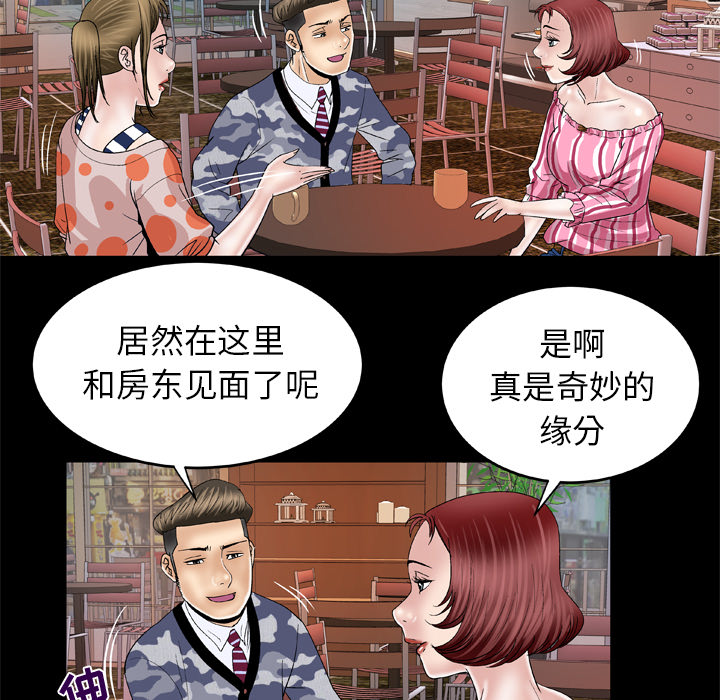 居然在这里
和房东见面了呢
是啊
真是奇妙的
缘分